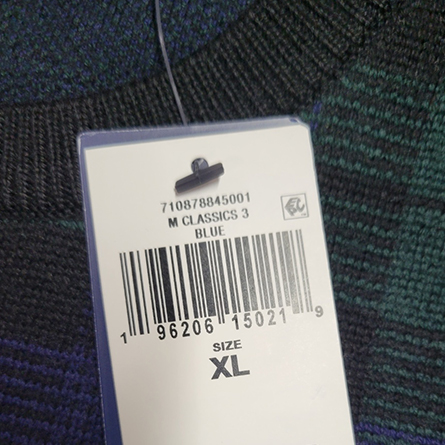 710878845001
M CLASSICS 3
BLUE
1 96206 15021 9
SIZE
XL